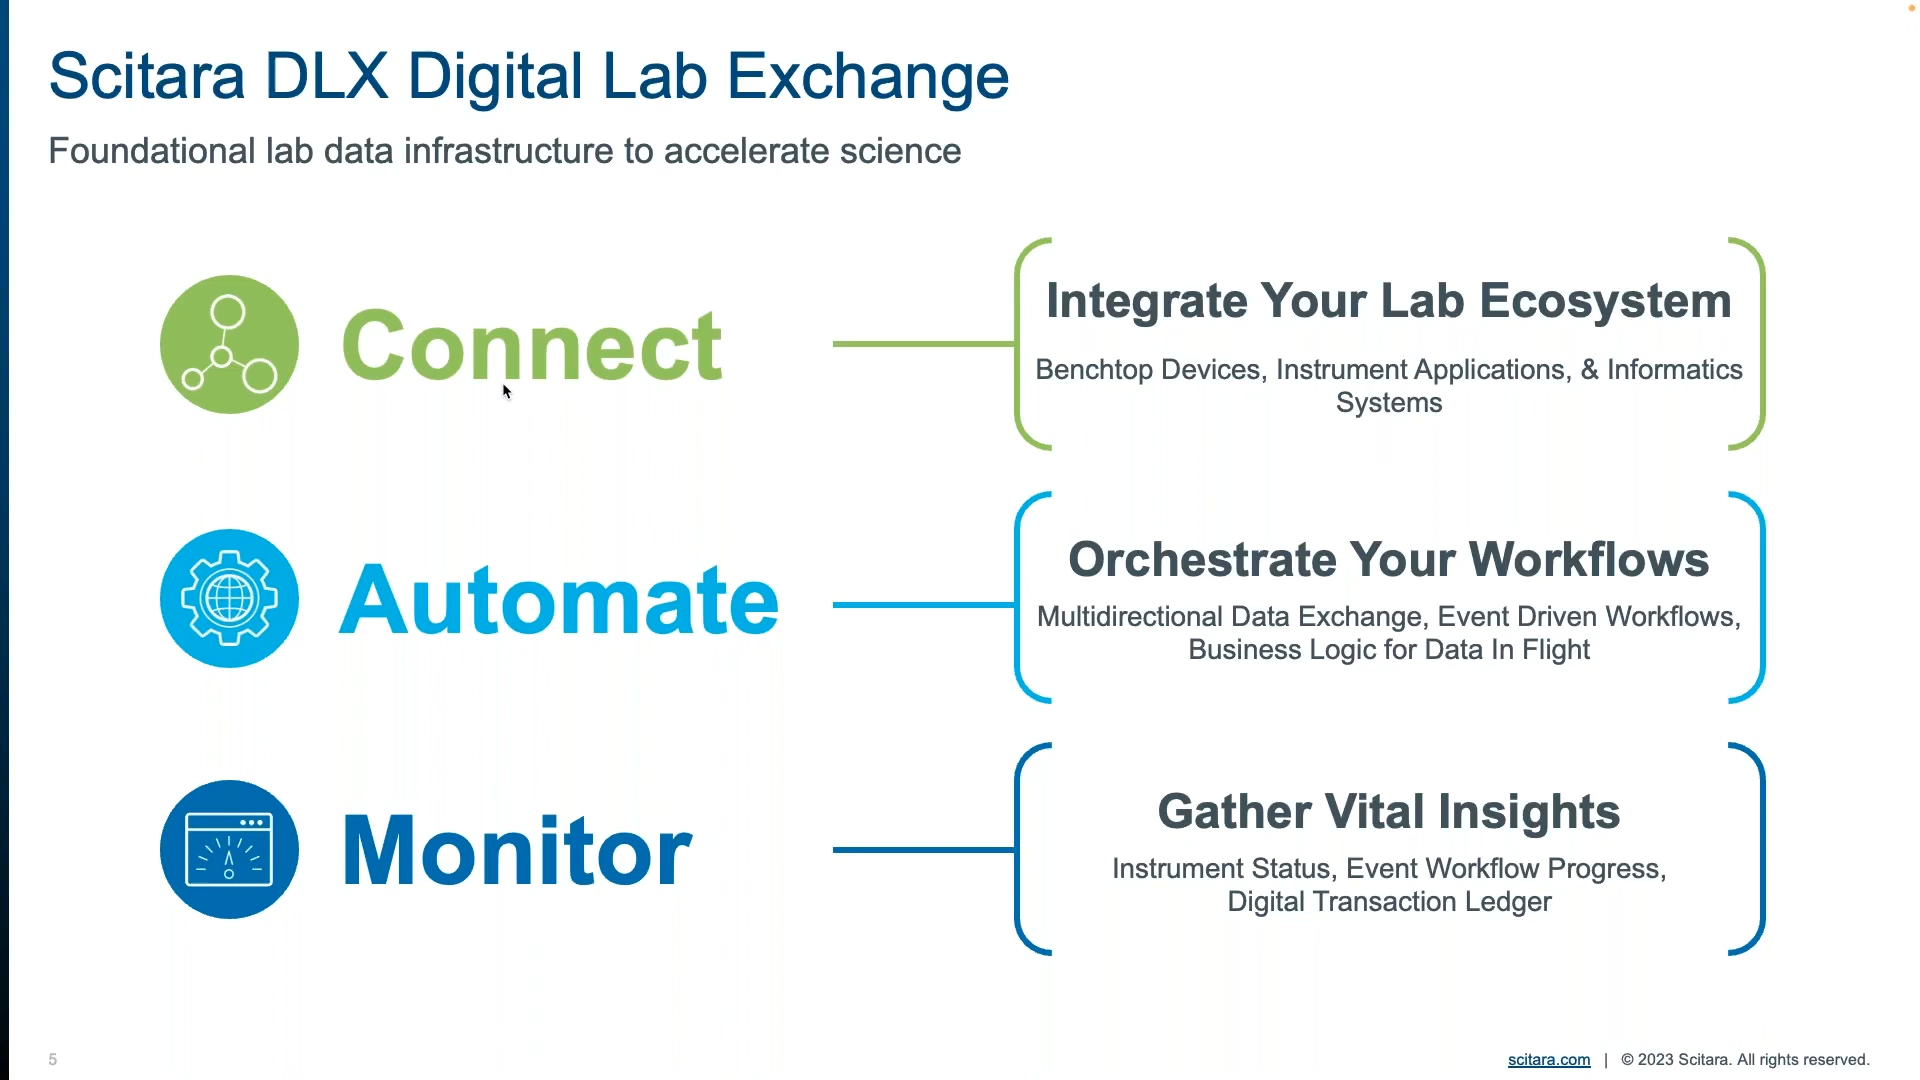 Scitara DLX Digital Lab Exchange
Foundational lab data infrastructure to accelerate science
Connect
Integrate Your Lab Ecosystem
Benchtop Devices, Instrument Applications, & Informatics
Systems
Automate
Orchestrate Your Workflows
Multidirectional Data Exchange, Event Driven Workflows,
Business Logic for Data In Flight
Monitor
Gather Vital Insights
Instrument Status, Event Workflow Progress,
Digital Transaction Ledger
5
scitara.com | © 2023 Scitara. All rights reserved.